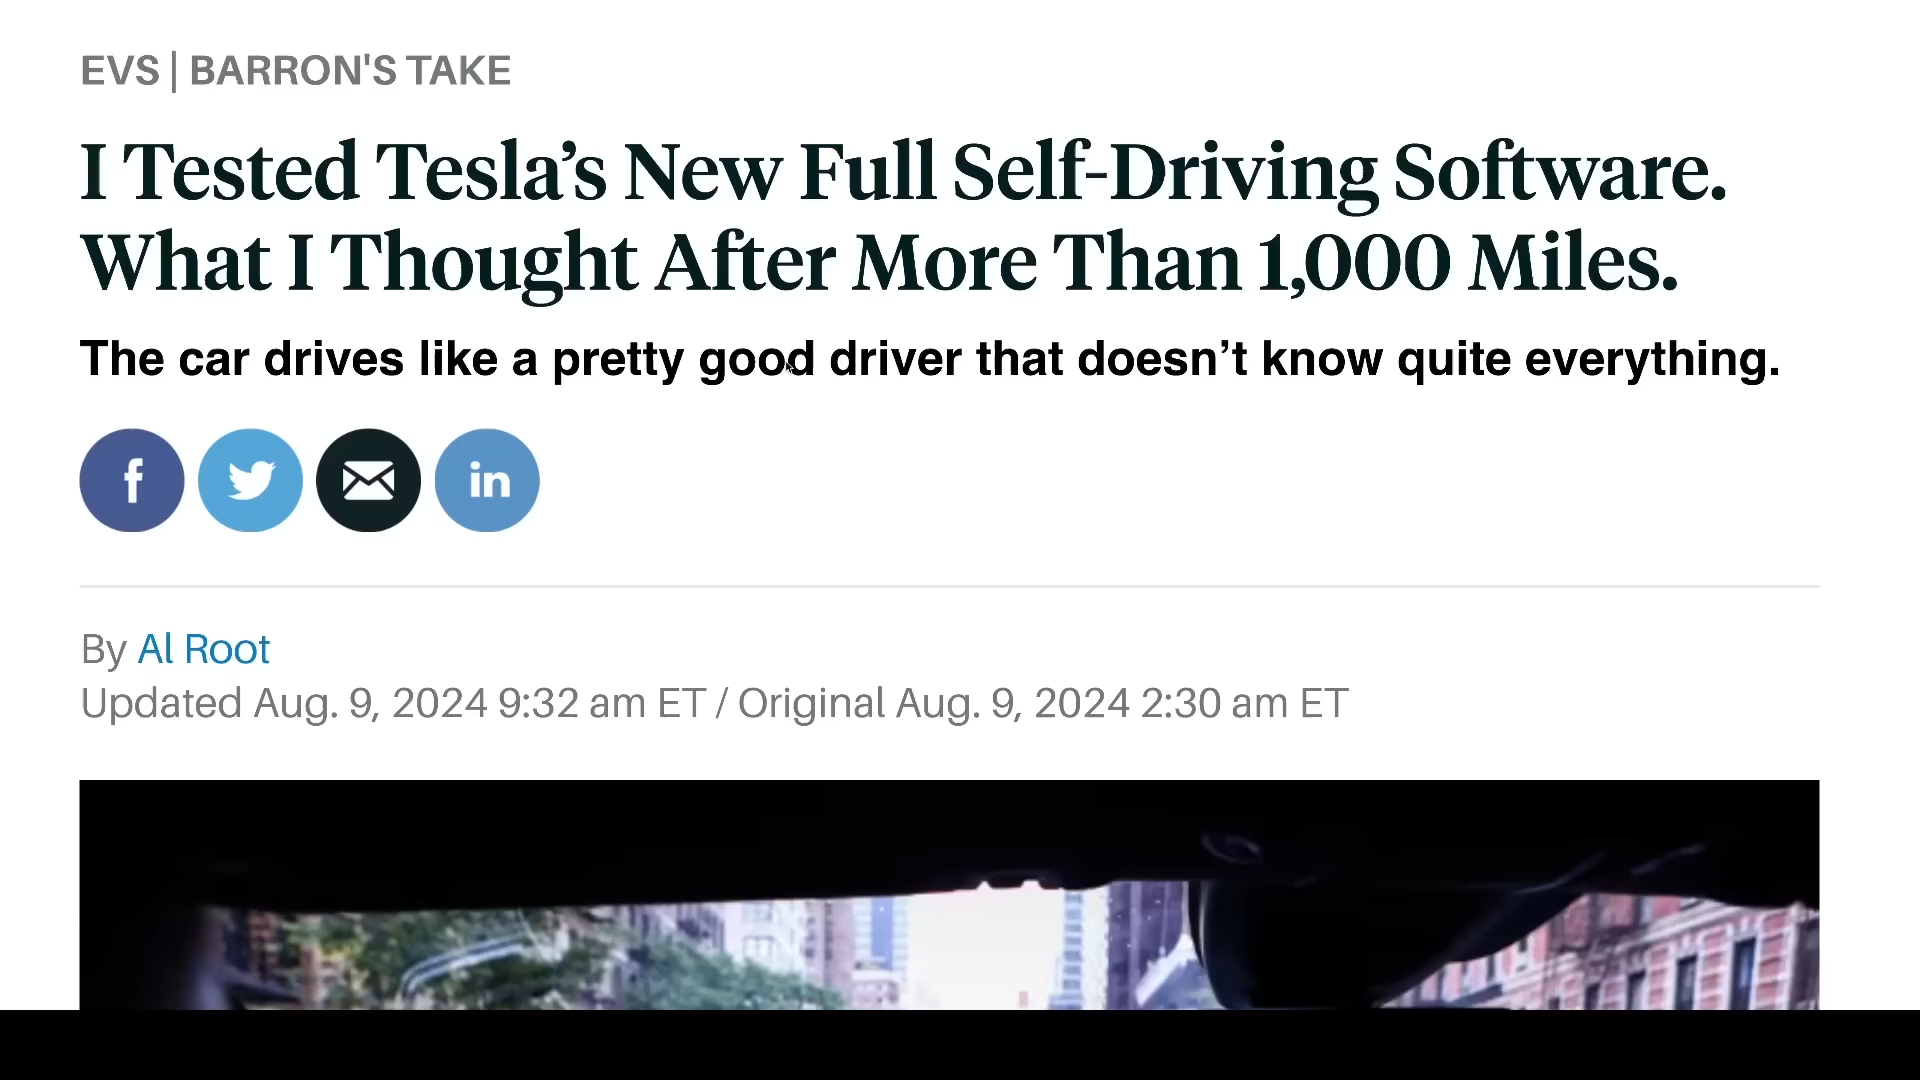 EVS | BARRON'S TAKE
I Tested Tesla’s New Full Self-Driving Software.
What I Thought After More Than 1,000 Miles.
The car drives like a pretty good driver that doesn’t know quite everything.
f
in
By Al Root
Updated Aug. 9, 2024 9:32 am ET / Original Aug. 9, 2024 2:30 am ET